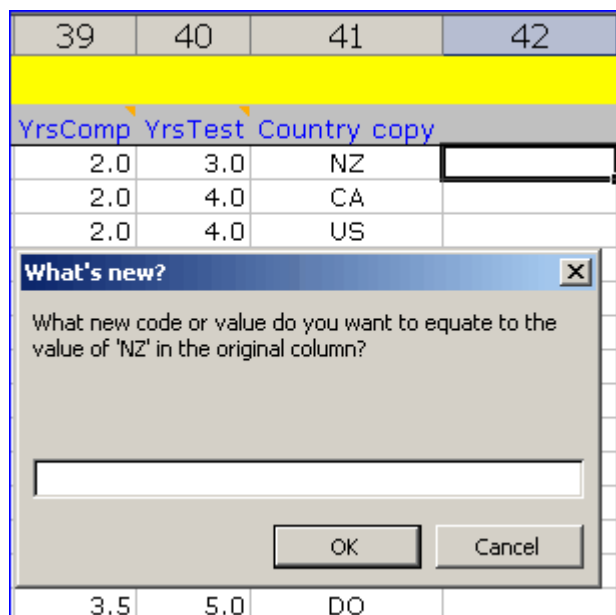 39 40 41 42
YrsComp YrsTest Country copy
2.0 3.0 NZ
2.0 4.0 CA
2.0 4.0 US
What's new?
What new code or value do you want to equate to the
value of 'NZ' in the original column?
OK Cancel
3.5 5.0 DO